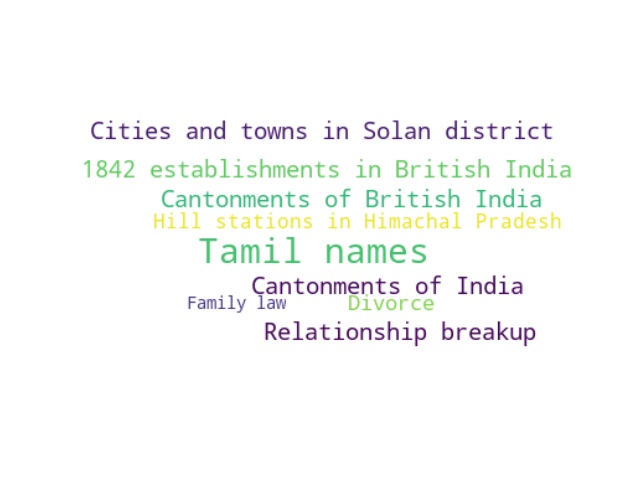 Cities and towns in Solan district
1842 establishments in British India
Cantonments of British India
Hill stations in Himachal Pradesh
Tamil names
Cantonments of India
Family law
Divorce
Relationship breakup